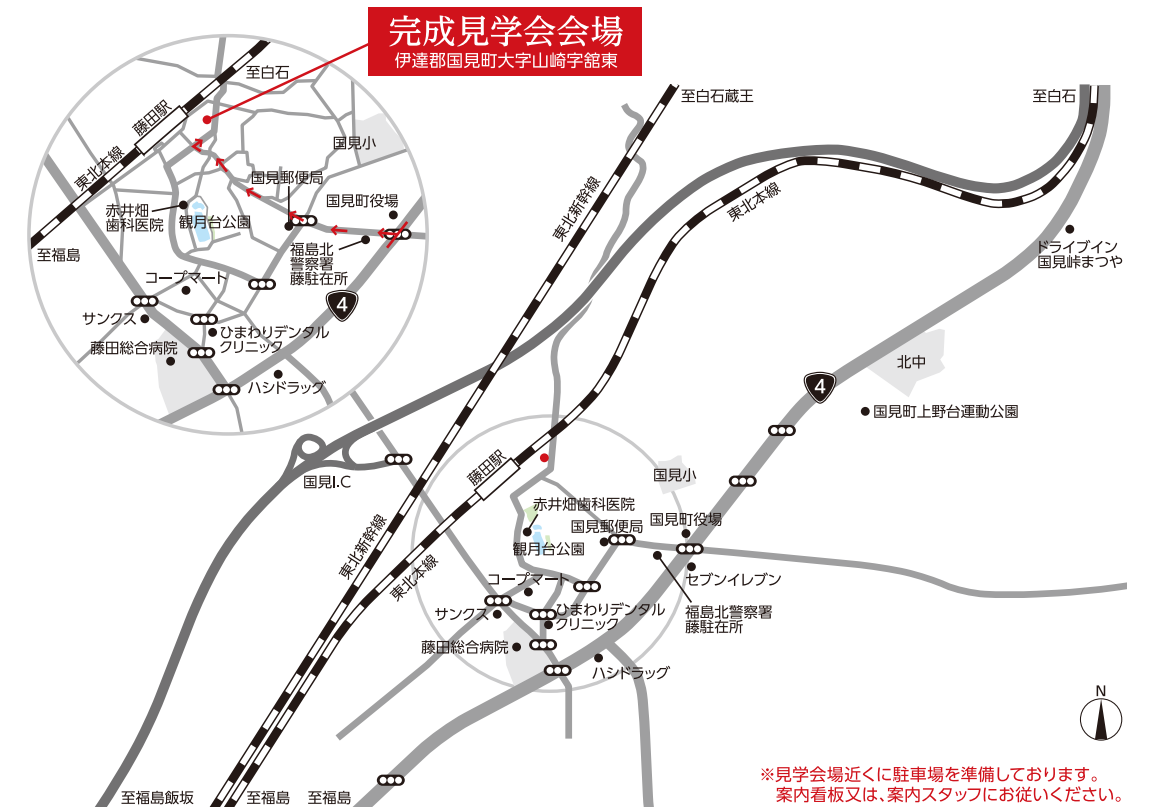 完成見学会会場
伊達郡国見町大字山崎字舘東
至白石
藤田駅
東北本線
国見小
国見郵便局
国見町役場
赤井畑
歯科医院
観月台公園
福島北
警察署
藤駐在所
至福島
コープマート
4
サンクス
ひまわりデンタル
クリニック
藤田総合病院
ハシドラッグ
至白石蔵王
至白石
東北新幹線
東北本線
ドライブイン
国見峠まつや
北中
4
国見町上野台運動公園
国見I.C
藤田駅
国見小
赤井畑歯科医院
国見郵便局
国見町役場
観月台公園
東北新幹線
東北本線
コープマート
セブンイレブン
サンクス
ひまわりデンタル
クリニック
福島北警察署
藤駐在所
藤田総合病院
ハシドラッグ
N
至福島飯坂
至福島
至福島
※見学会場近くに駐車場を準備しております。
案内看板又は、案内スタッフにお従いください。